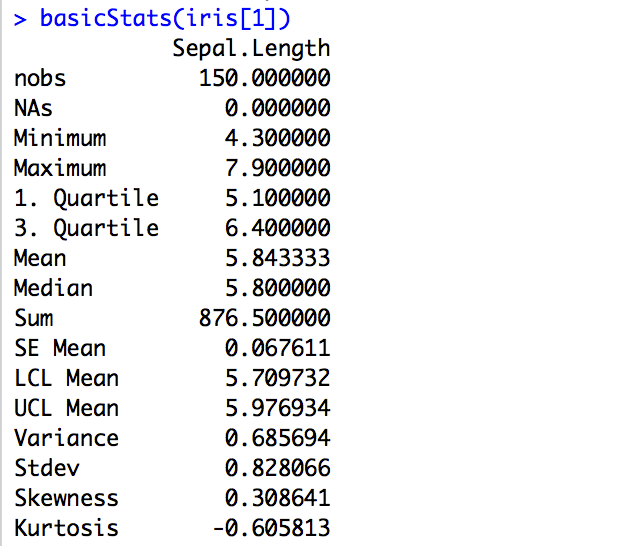 > basicStats(iris[1])
Sepal.Length
nobs 150.000000
NAs 0.000000
Minimum 4.300000
Maximum 7.900000
1. Quartile 5.100000
3. Quartile 6.400000
Mean 5.843333
Median 5.800000
Sum 876.500000
SE Mean 0.067611
LCL Mean 5.709732
UCL Mean 5.976934
Variance 0.685694
Stdev 0.828066
Skewness 0.308641
Kurtosis -0.605813